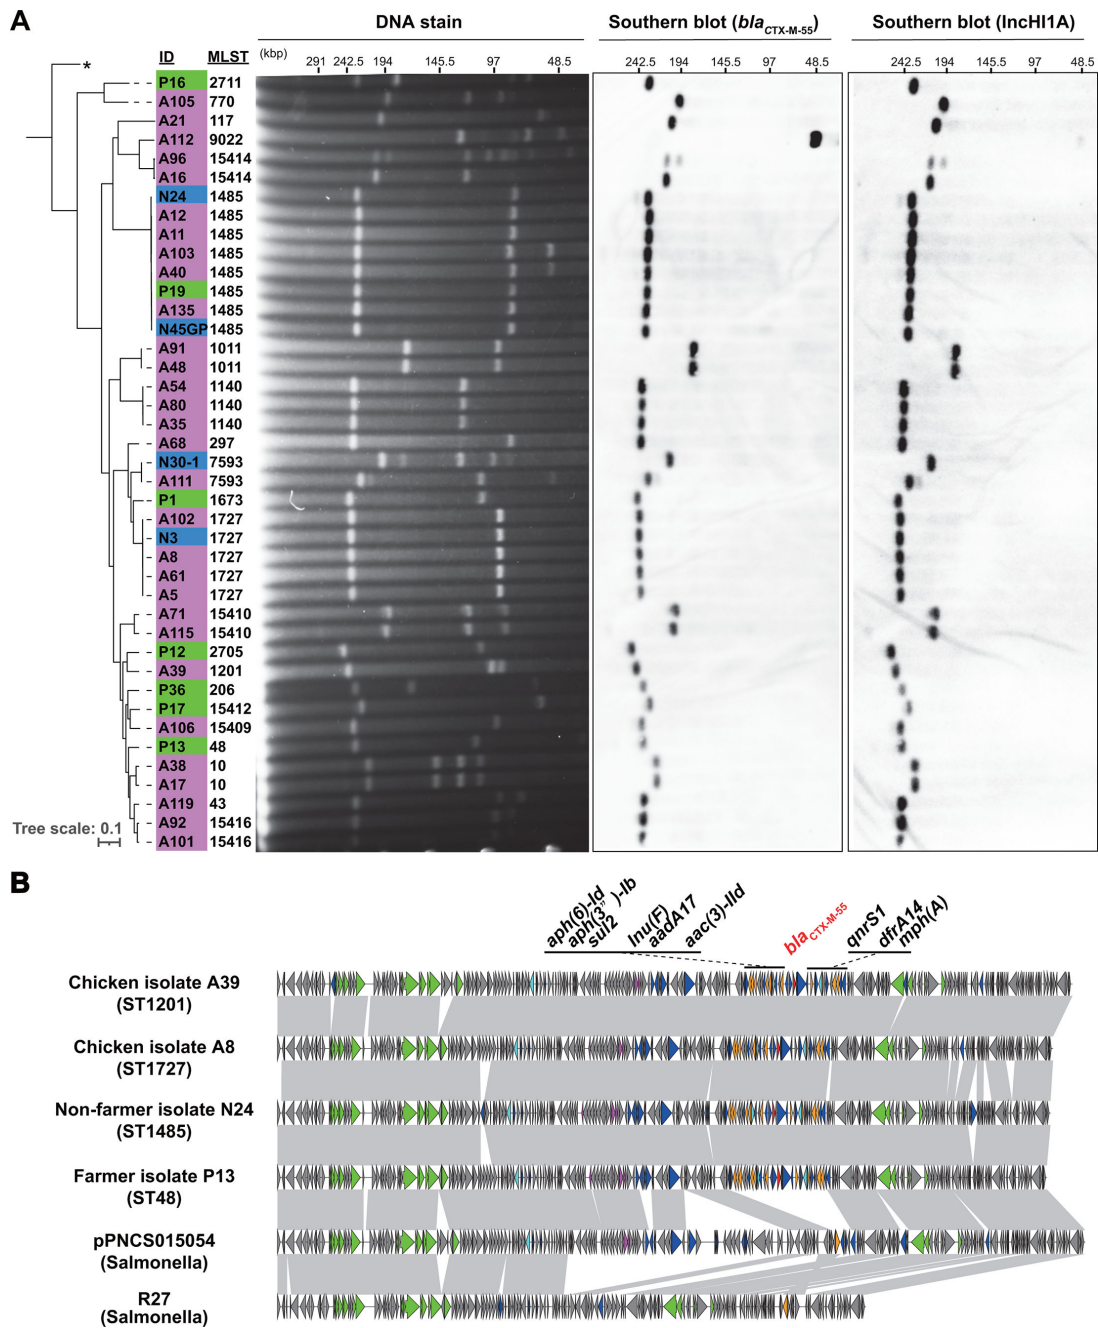 A
DNA stain
Southern blot (blaCTX-M-55)
Southern blot (IncHI1A)
ID MLST
(kbp) 291 242.5 194 145.5 97 48.5
242.5 194 145.5 97 48.5
242.5 194 145.5 97 48.5
*
P16 2711
A105 770
A21 117
A112 9022
A96 15414
A16 15414
N24 1485
A12 1485
A11 1485
A103 1485
A40 1485
P19 1485
A135 1485
N45GP 1485
A91 1011
A48 1011
A54 1140
A80 1140
A35 1140
A68 297
N30-1 7593
A111 7593
P1 1673
A102 1727
N3 1727
A8 1727
A61 1727
A5 1727
A71 15410
A115 15410
P12 2705
A39 1201
P36 206
P17 15412
A106 15409
P13 48
A38 10
A17 10
A119 43
A92 15416
A101 15416
Tree scale: 0.1
B
aph(6)-Id
aph(3")-Ib
sul2
lnu(F)
aadA17
aac(3)-IId
blaCTX-M-55
qnrS1
dfrA14
mph(A)
Chicken isolate A39
(ST1201)
Chicken isolate A8
(ST1727)
Non-farmer isolate N24
(ST1485)
Farmer isolate P13
(ST48)
pPNCS015054
(Salmonella)
R27
(Salmonella)